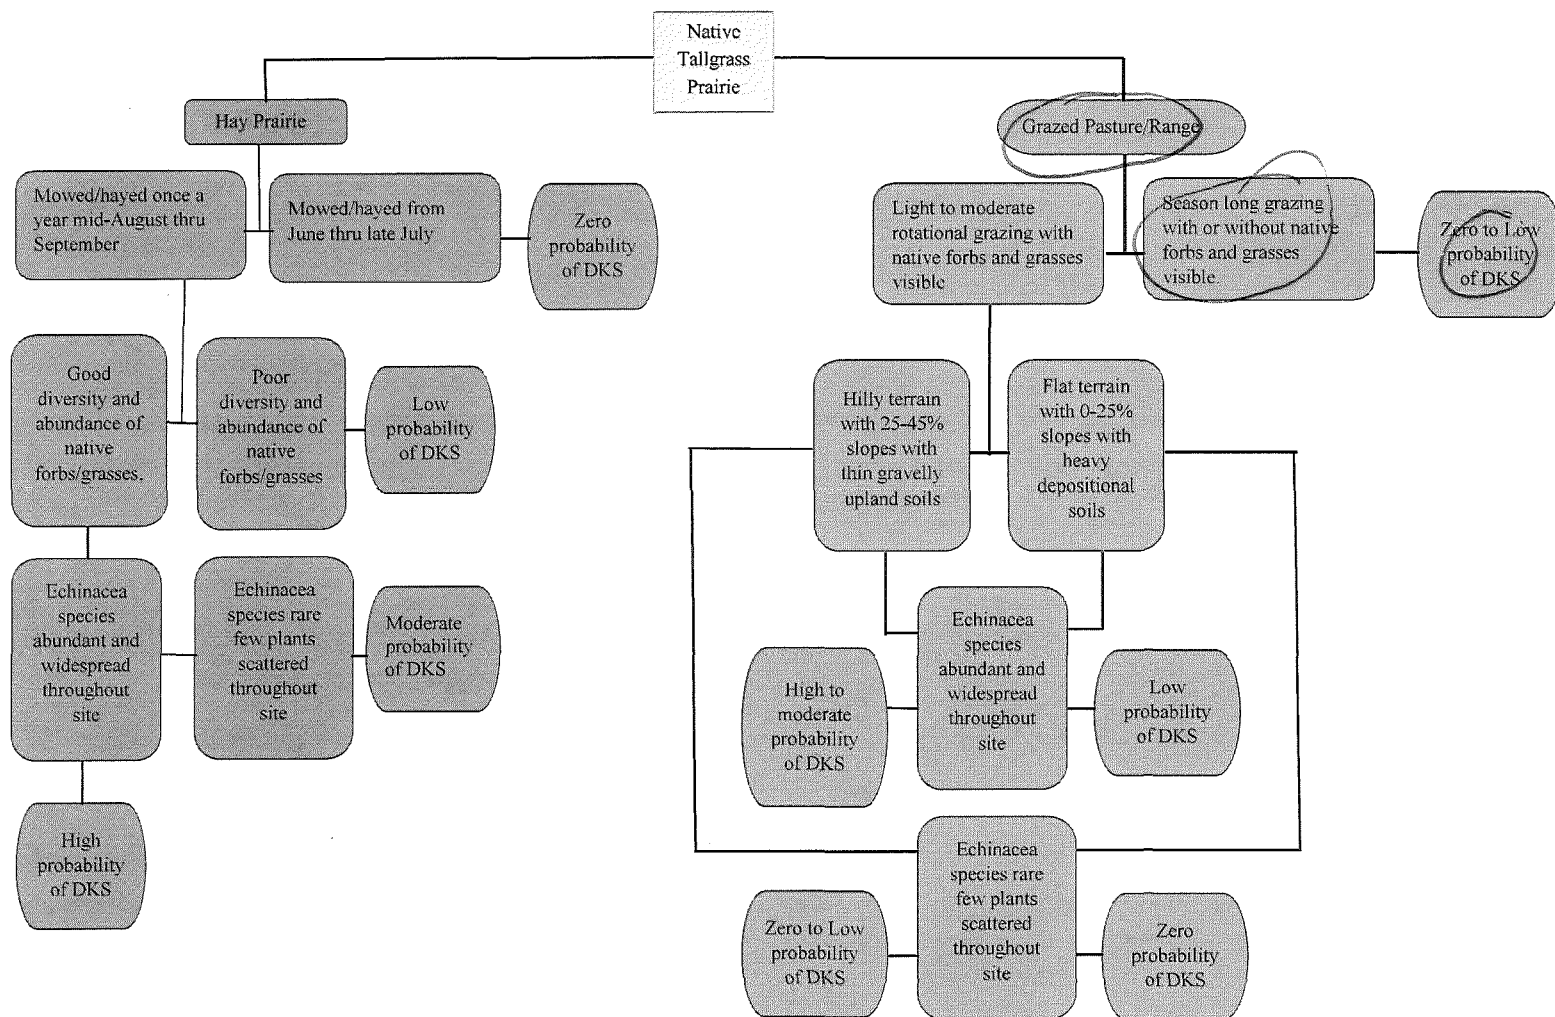 Native
Tallgrass
Prairie
Hay Prairie
Grazed Pasture/Range
Mowed/hayed once a
year mid-August thru
September
Mowed/hayed from
June thru late July
Zero
probability
of DKS
Light to moderate
rotational grazing with
native forbs and grasses
visible
Season long grazing
with or without native
forbs and grasses
visible.
Zero to Low
probability
of DKS
Good
diversity and
abundance of
native
forbs/grasses.
Poor
diversity and
abundance of
native
forbs/grasses
Low
probability
of DKS
Hilly terrain
with 25-45%
slopes with
thin gravelly
upland soils
Flat terrain
with 0-25%
slopes with
heavy
depositional
soils
Echinacea
species
abundant and
widespread
throughout
site
Echinacea
species rare
few plants
scattered
throughout
site
Moderate
probability
of DKS
Echinacea
species
abundant and
widespread
throughout
site
High to
moderate
probability
of DKS
Low
probability
of DKS
High
probability
of DKS
Echinacea
species rare
few plants
scattered
throughout
site
Zero to Low
probability
of DKS
Zero
probability
of DKS